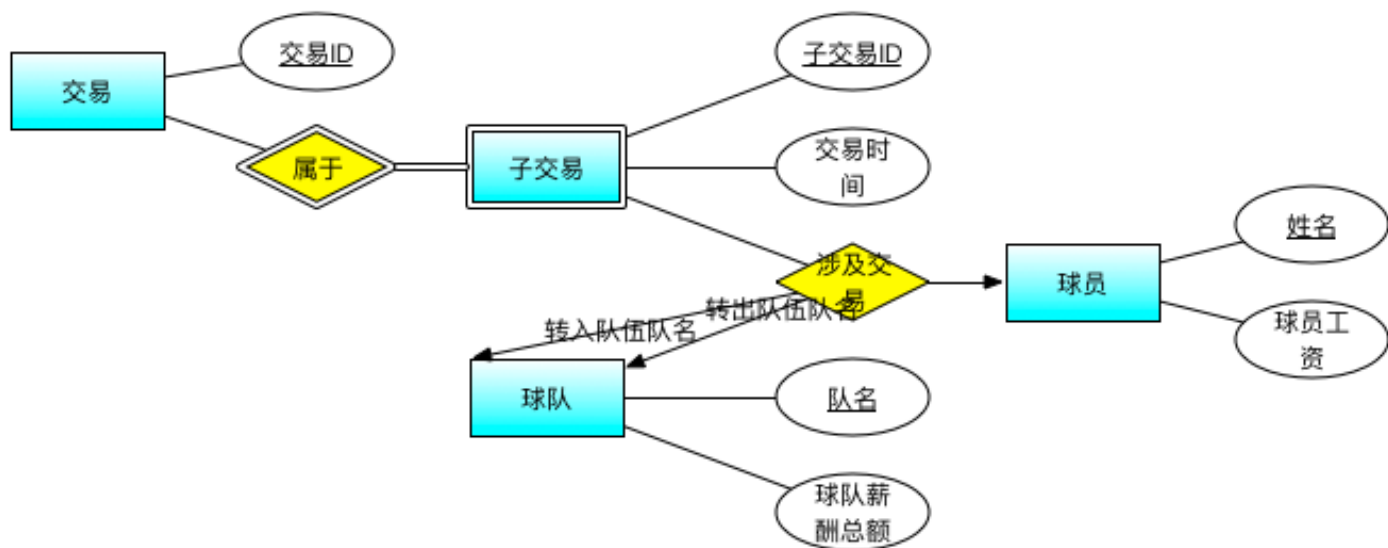 交易ID
子交易ID
交易
交易时
间
属于
子交易
姓名
涉及交
易
球员
转出队伍队名
转入队伍队名
球员工
资
球队
队名
球队薪
酬总额